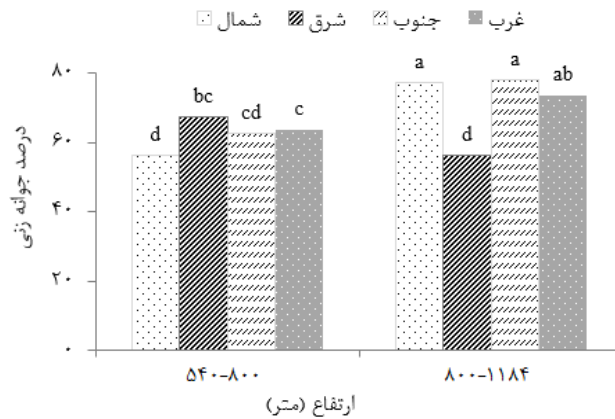 شمال شرق جنوب غرب
a a
ab
bc
cd c
d d
۸۰
۶۰
۴۰
۲۰
۰
درصد جوانه زنی
۵۴۰-۸۰۰ ۸۰۰-۱۱۸۴
ارتفاع (متر)